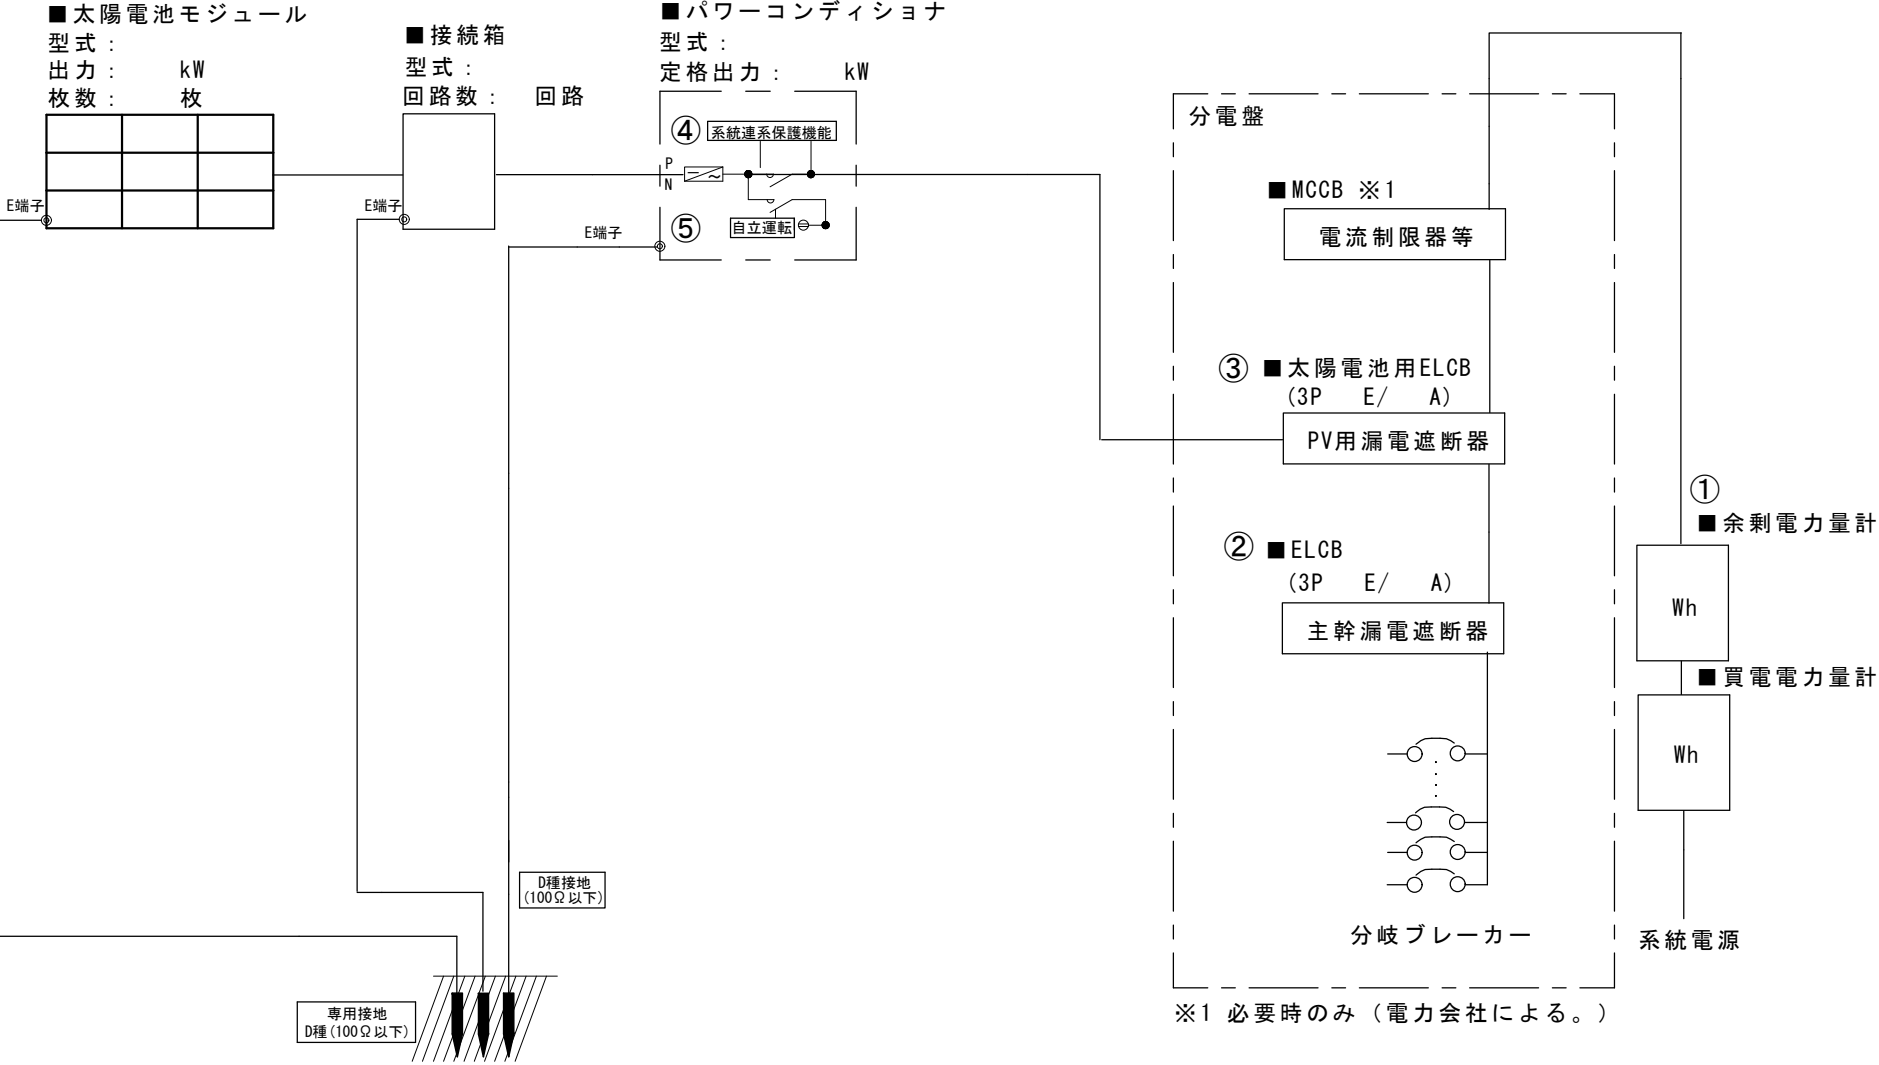 ■太陽電池モジュール
型式：
出力：　　kW
枚数：　　枚
E端子
■接続箱
型式：
回路数：　回路
E端子
■パワーコンディショナ
型式：
定格出力：　　kW
④ 系統連系保護機能
P
N
⑤ 自立運転
E端子
D種接地
(100Ω以下)
専用接地
D種(100Ω以下)
分電盤
■MCCB ※1
電流制限器等
③ ■太陽電池用ELCB
(3P　E/　A)
PV用漏電遮断器
② ■ELCB
(3P　E/　A)
主幹漏電遮断器
分岐ブレーカー
※1 必要時のみ（電力会社による。）
①
■余剰電力量計
Wh
■買電電力量計
Wh
系統電源